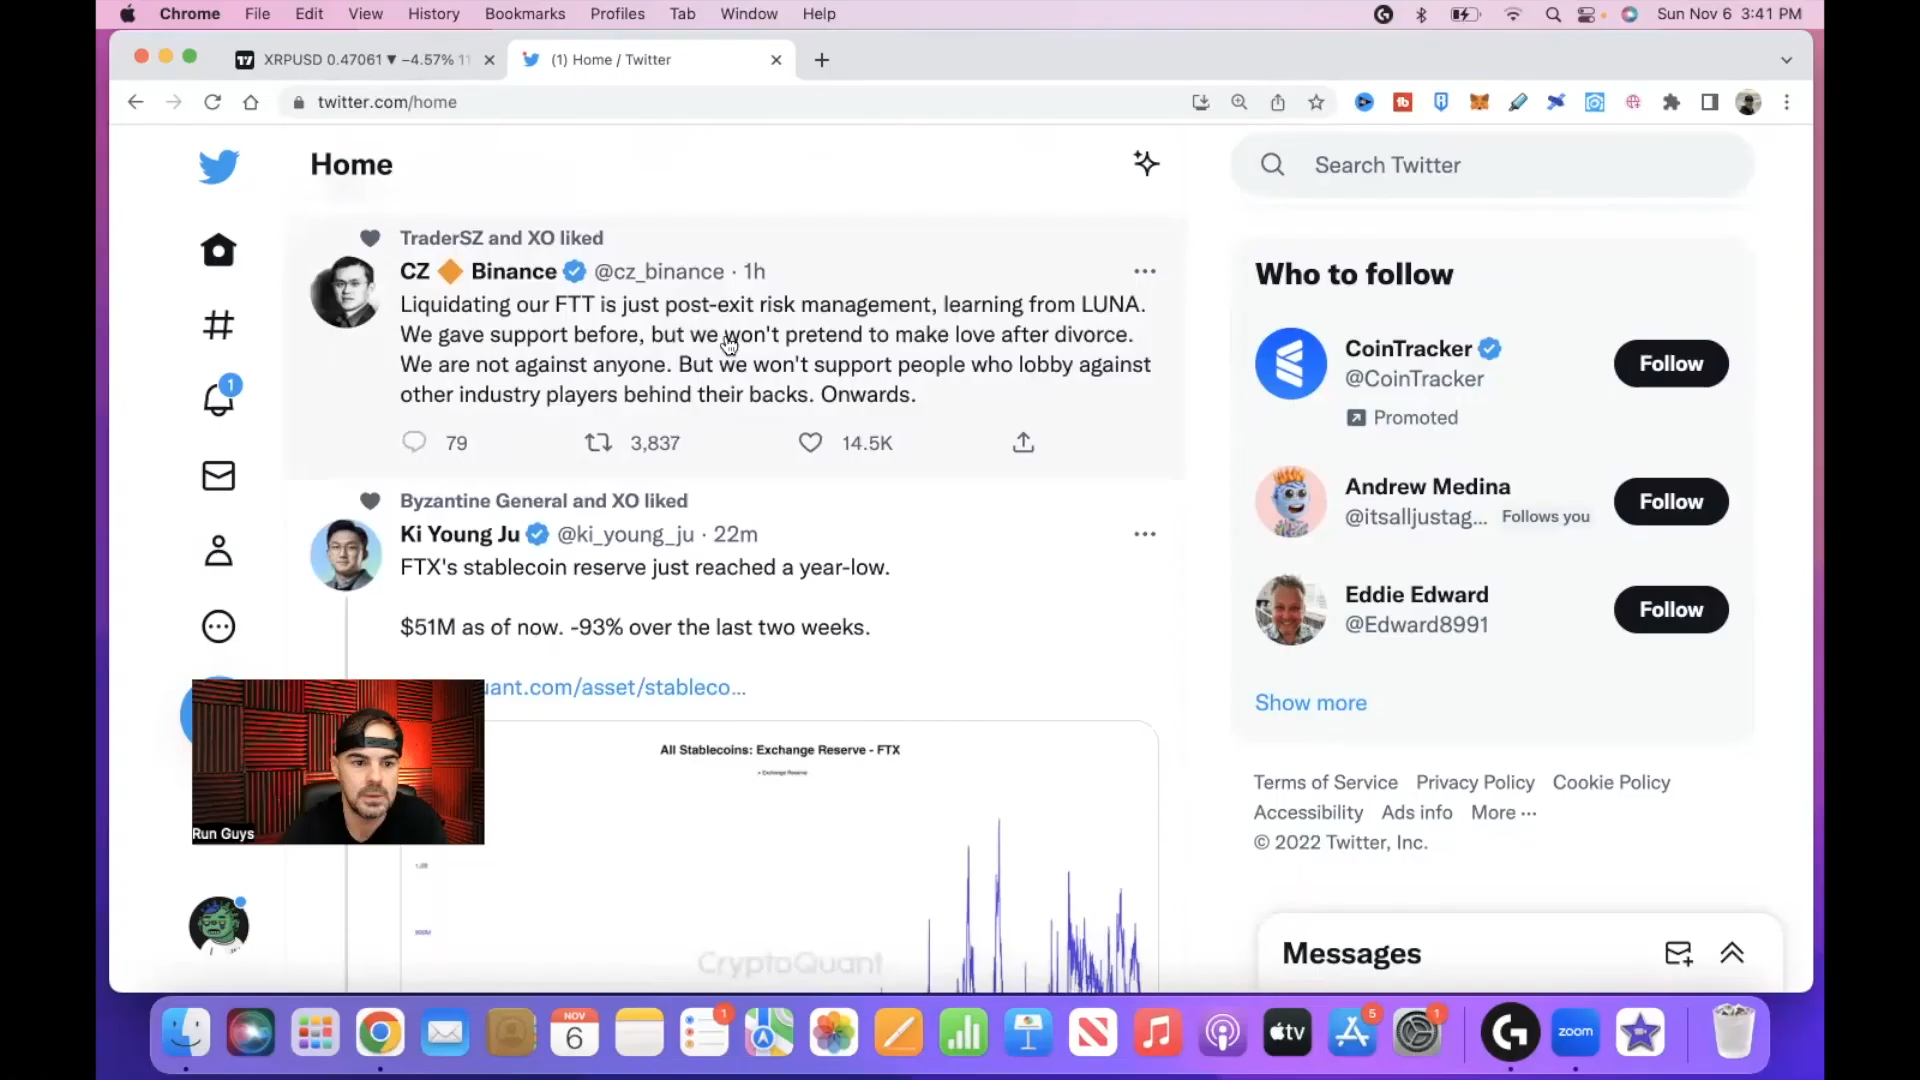 Chrome File Edit View History Bookmarks Profiles Tab Window Help
Sun Nov 6 3:41 PM
XRPUSD 0.47061 ▼ −4.57%
(1) Home / Twitter
twitter.com/home
Home
Search Twitter
TraderSZ and XO liked
CZ 🔶 Binance @cz_binance · 1h
Liquidating our FTT is just post-exit risk management, learning from LUNA.
We gave support before, but we won't pretend to make love after divorce.
We are not against anyone. But we won't support people who lobby against
other industry players behind their backs. Onwards.
79 3,837 14.5K
Byzantine General and XO liked
Ki Young Ju @ki_young_ju · 22m
FTX's stablecoin reserve just reached a year-low.
$51M as of now. -93% over the last two weeks.
uant.com/asset/stableco...
All Stablecoins: Exchange Reserve - FTX
Exchange Reserve
CryptoQuant
Run Guys
1
Who to follow
CoinTracker
@CoinTracker
Follow
Promoted
Andrew Medina
@itsalljustag... Follows you
Follow
Eddie Edward
@Edward8991
Follow
Show more
Terms of Service Privacy Policy Cookie Policy
Accessibility Ads info More ···
© 2022 Twitter, Inc.
Messages
NOV
6
1
tv
5
1
zoom